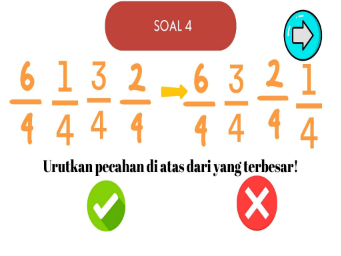 SOAL 4
6/4 1/4 3/4 2/4 → 6/4 3/4 2/4 1/4
Urutkan pecahan di atas dari yang terbesar!